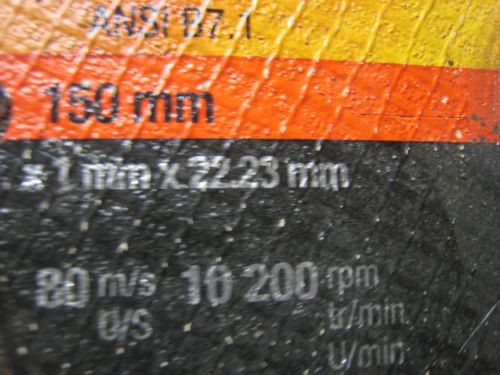 ANSI B7.1
150 mm
x 1 mm x 22.23 mm
80 m/s 10 200 rpm
tr/min.
U/min